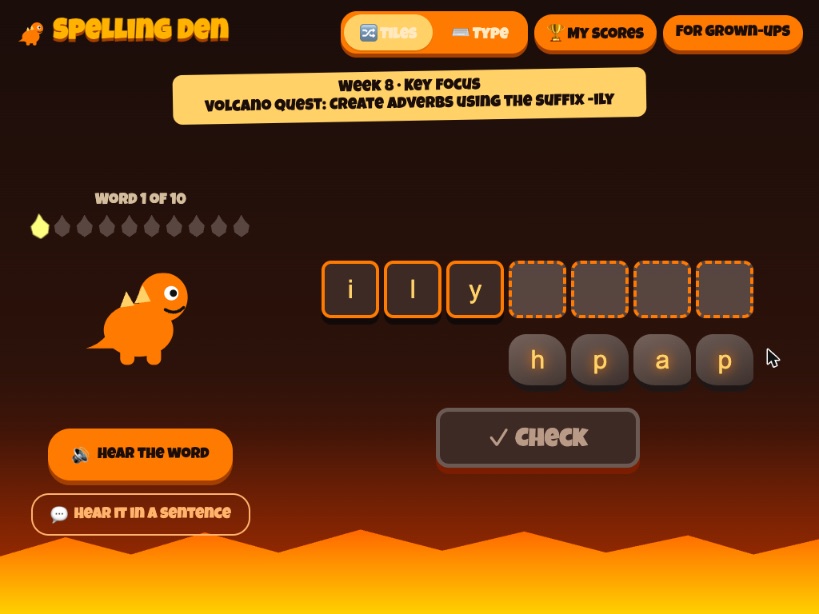 Spelling Den
Tiles
Type
My Scores
For Grown-Ups
Week 8 · Key Focus
Volcano Quest: Create adverbs using the suffix -ily
Word 1 of 10
i l y
h p a p
✓ Check
Hear the word
Hear it in a sentence